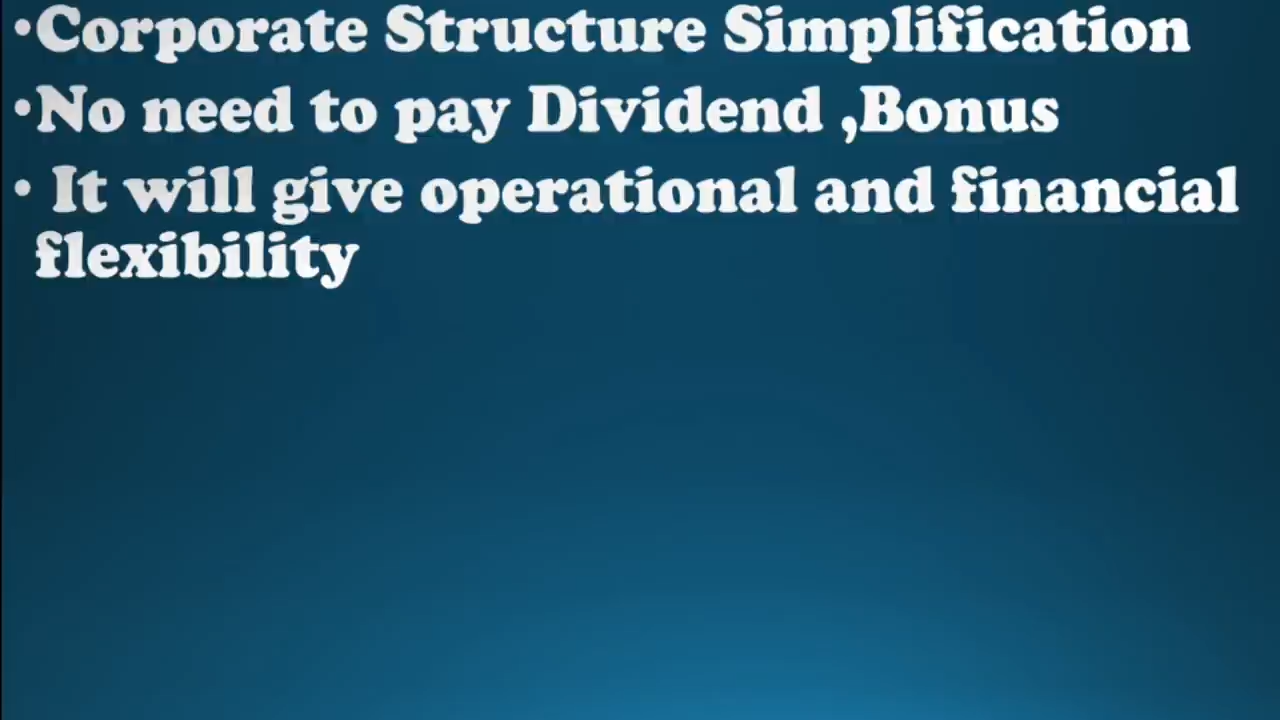 •Corporate Structure Simplification
•No need to pay Dividend ,Bonus
• It will give operational and financial
flexibility